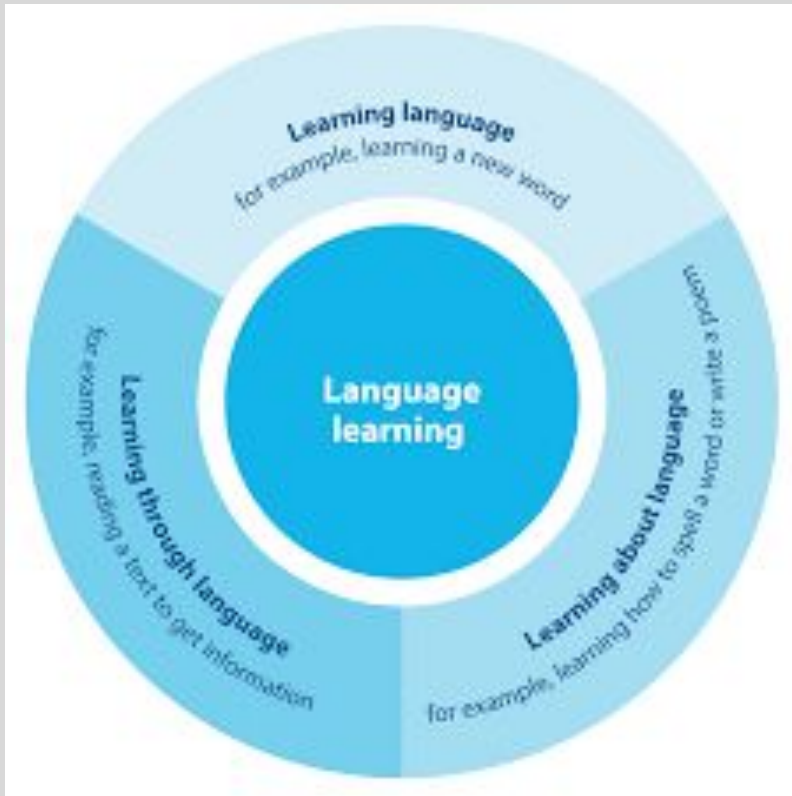 Learning language
for example, learning a new word
Language
learning
Learning about language
for example, learning how to spell a word or write a poem
Learning through language
for example, reading a text to get information